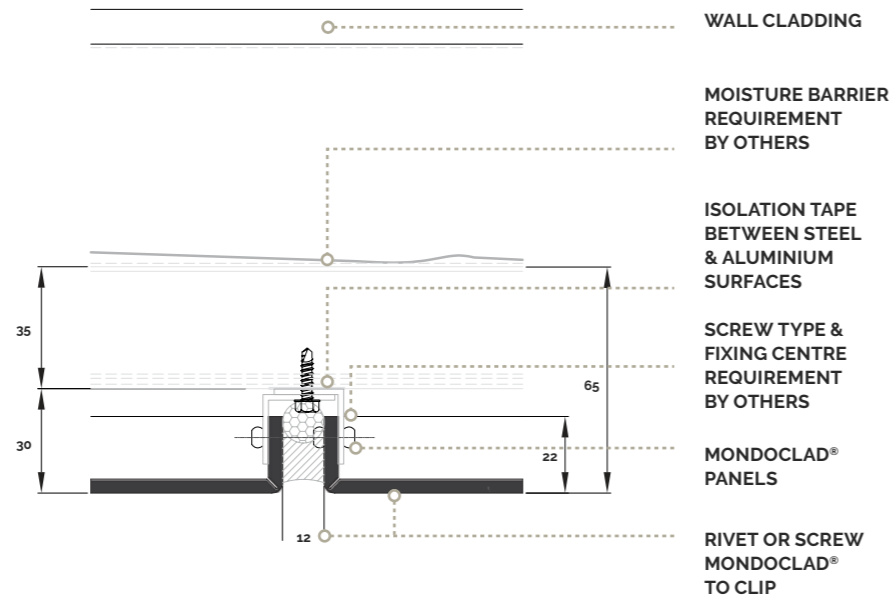 WALL CLADDING
MOISTURE BARRIER
REQUIREMENT
BY OTHERS
ISOLATION TAPE
BETWEEN STEEL
& ALUMINIUM
SURFACES
35
SCREW TYPE &
FIXING CENTRE
REQUIREMENT
BY OTHERS
65
30
22
MONDOCLAD®
PANELS
12
RIVET OR SCREW
MONDOCLAD®
TO CLIP